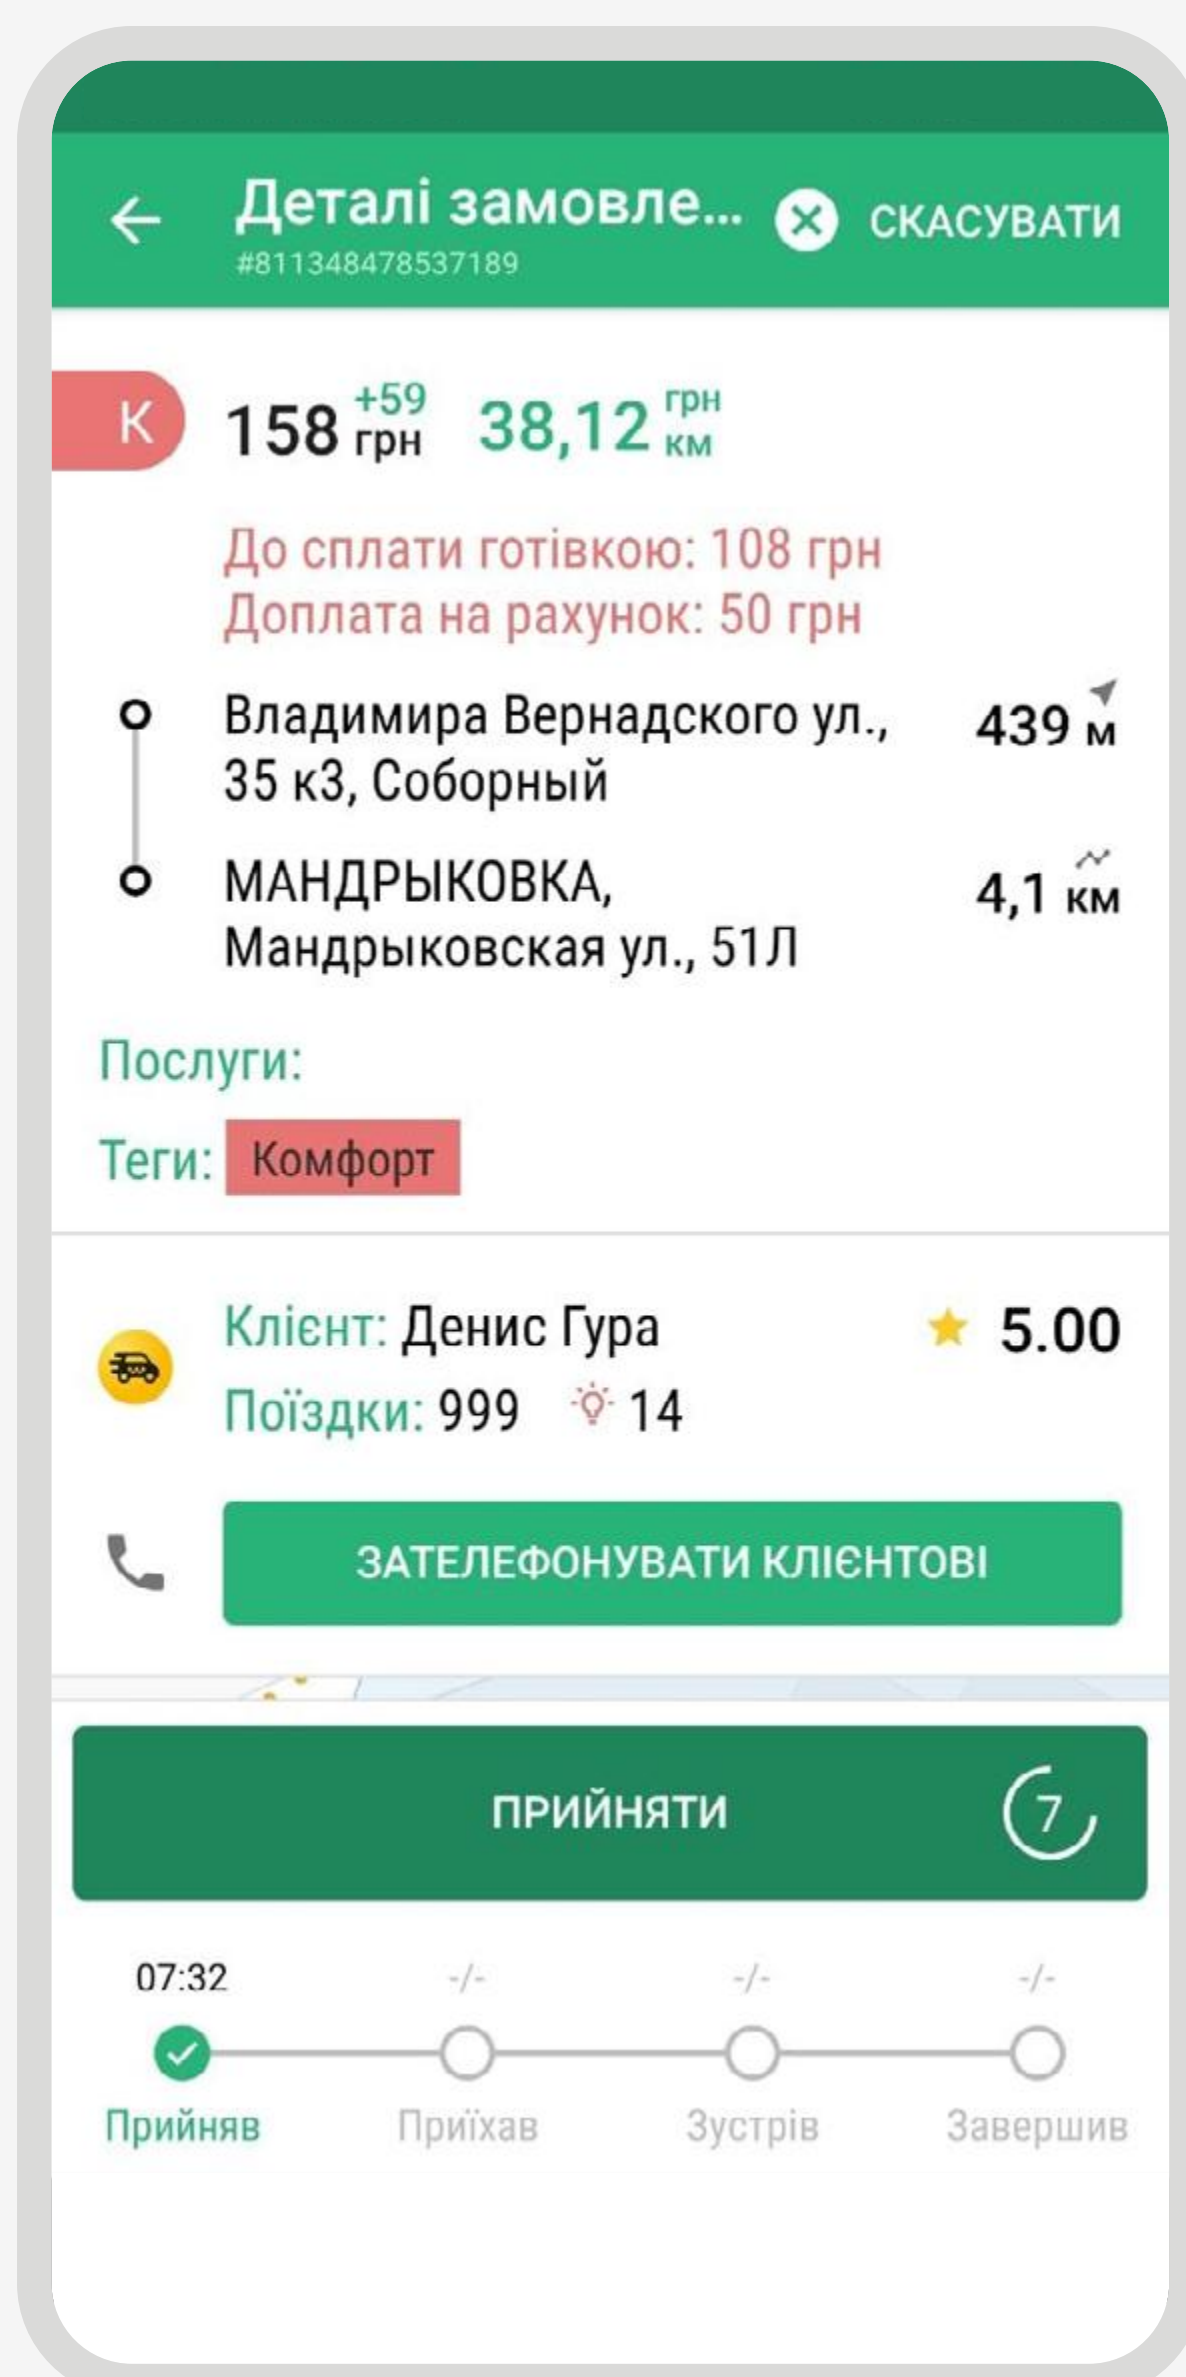 Деталі замовле...
СКАСУВАТИ
#811348478537189
К
158 +59 грн
38,12 грн км
До сплати готівкою: 108 грн
Доплата на рахунок: 50 грн
Владимира Вернадского ул.,
439 м
35 к3, Соборный
МАНДРЫКОВКА,
4,1 км
Мандрыковская ул., 51Л
Послуги:
Теги: Комфорт
Клієнт: Денис Гура
5.00
Поїздки: 999 14
ЗАТЕЛЕФОНУВАТИ КЛІЄНТОВІ
ПРИЙНЯТИ 7
07:32 -/- -/- -/-
Прийняв Приїхав Зустрів Завершив